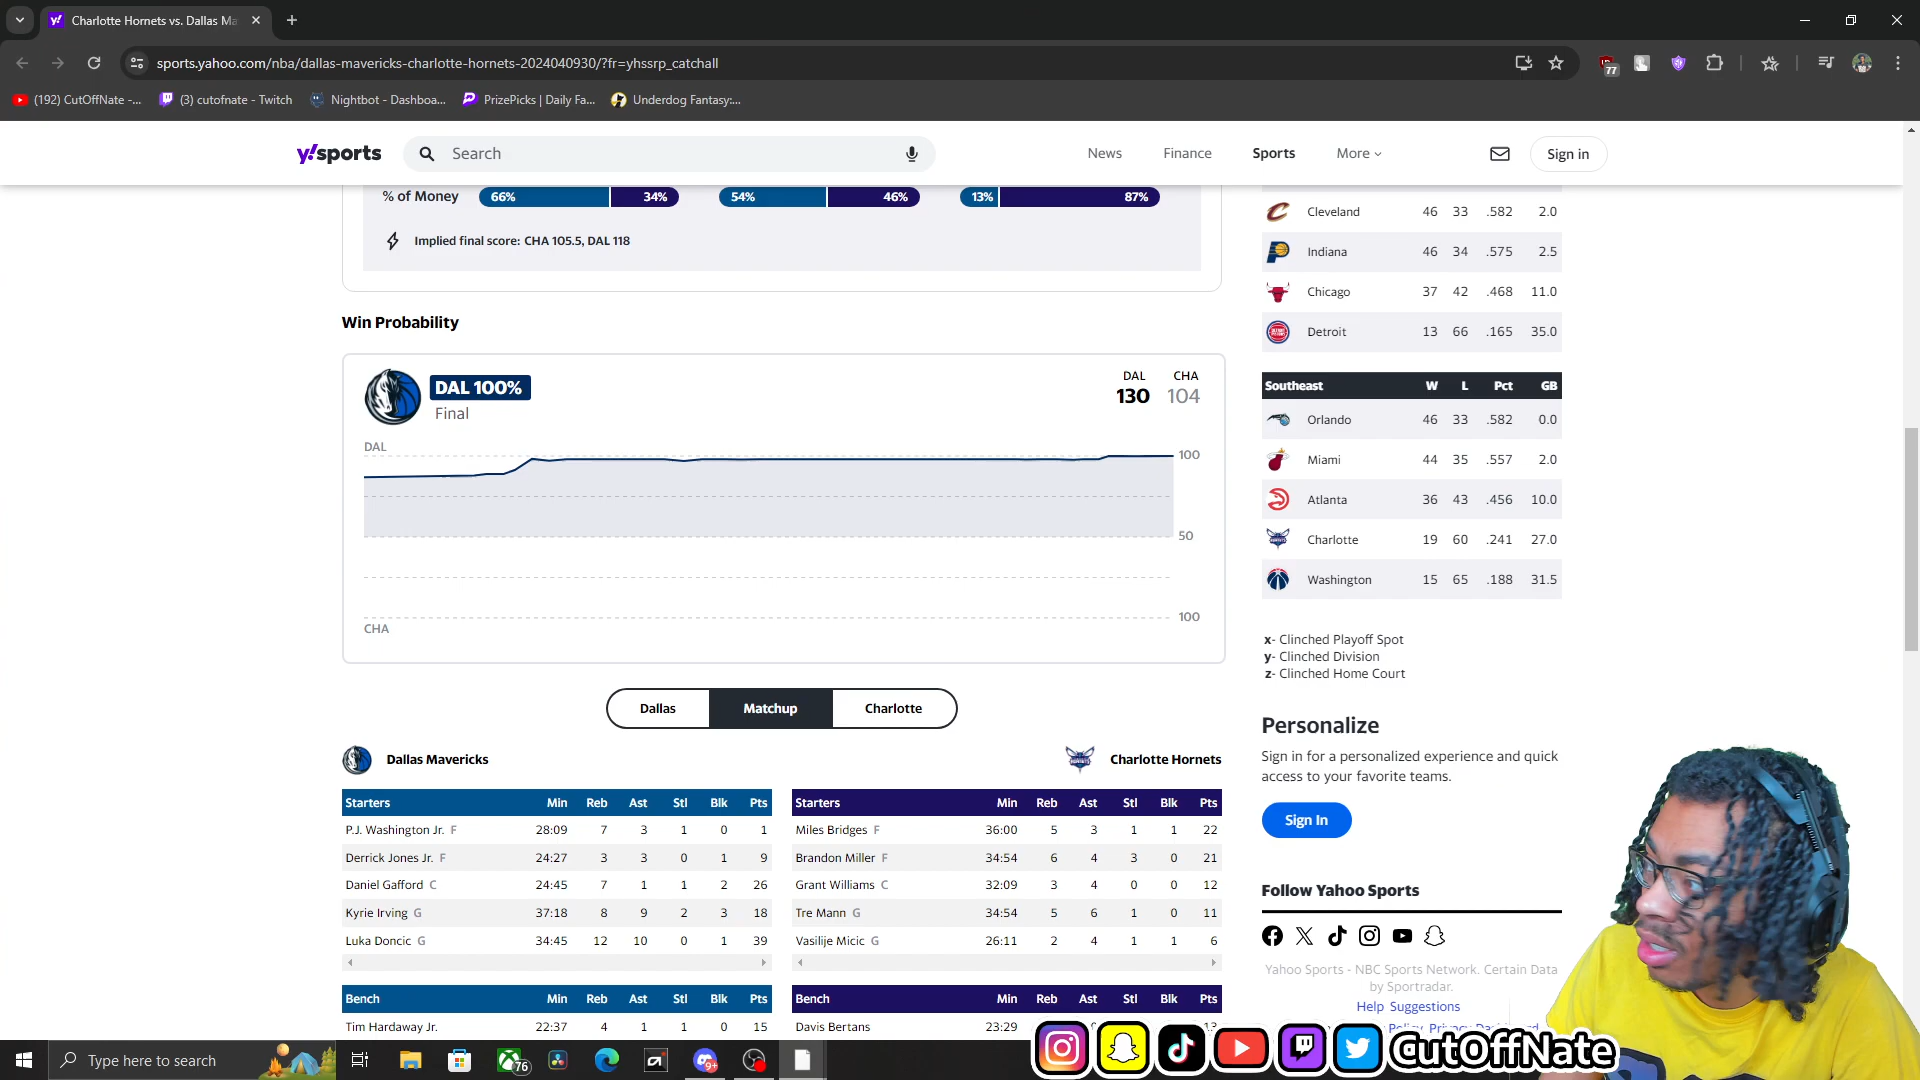 Charlotte Hornets vs. Dallas Ma
sports.yahoo.com/nba/dallas-mavericks-charlotte-hornets-2024040930/?fr=yhssrp_catchall
77
(192) CutOffNate -...
(3) cutofnate - Twitch
Nightbot - Dashboa...
PrizePicks | Daily Fa...
Underdog Fantasy:...
y!sports
Search
News
Finance
Sports
More
Sign in
% of Money 66% 34% 54% 46% 13% 87%
Implied final score: CHA 105.5, DAL 118
Win Probability
DAL 100%
Final
DAL CHA
130 104
DAL
100
50
100
CHA
Dallas Matchup Charlotte
Dallas Mavericks
Charlotte Hornets
Starters Min Reb Ast Stl Blk Pts
P.J. Washington Jr. F 28:09 7 3 1 0 1
Derrick Jones Jr. F 24:27 3 3 0 1 9
Daniel Gafford C 24:45 7 1 1 2 26
Kyrie Irving G 37:18 8 9 2 3 18
Luka Doncic G 34:45 12 10 0 1 39
Bench Min Reb Ast Stl Blk Pts
Tim Hardaway Jr. 22:37 4 1 1 0 15
Starters Min Reb Ast Stl Blk Pts
Miles Bridges F 36:00 5 3 1 1 22
Brandon Miller F 34:54 6 4 3 0 21
Grant Williams C 32:09 3 4 0 0 12
Tre Mann G 34:54 5 6 1 0 11
Vasilije Micic G 26:11 2 4 1 1 6
Bench Min Reb Ast Stl Blk Pts
Davis Bertans 23:29
Cleveland 46 33 .582 2.0
Indiana 46 34 .575 2.5
Chicago 37 42 .468 11.0
Detroit 13 66 .165 35.0
Southeast W L Pct GB
Orlando 46 33 .582 0.0
Miami 44 35 .557 2.0
Atlanta 36 43 .456 10.0
Charlotte 19 60 .241 27.0
Washington 15 65 .188 31.5
x- Clinched Playoff Spot
y- Clinched Division
z- Clinched Home Court
Personalize
Sign in for a personalized experience and quick
access to your favorite teams.
Sign In
Follow Yahoo Sports
Yahoo Sports - NBC Sports Network. Certain Data
by Sportradar.
Help Suggestions
CutOffNate
Type here to search
76
9+